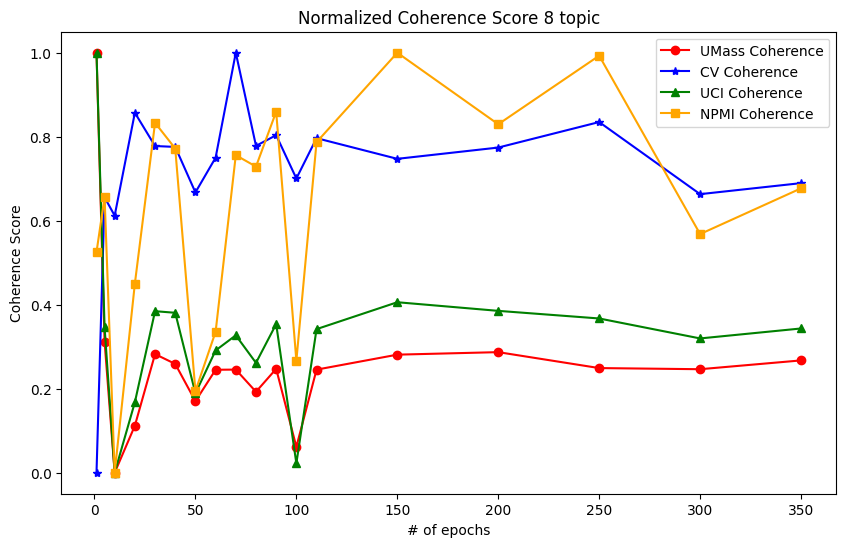 Normalized Coherence Score 8 topic
UMass Coherence
CV Coherence
UCI Coherence
NPMI Coherence
Coherence Score
1.0
0.8
0.6
0.4
0.2
0.0
0 50 100 150 200 250 300 350
# of epochs